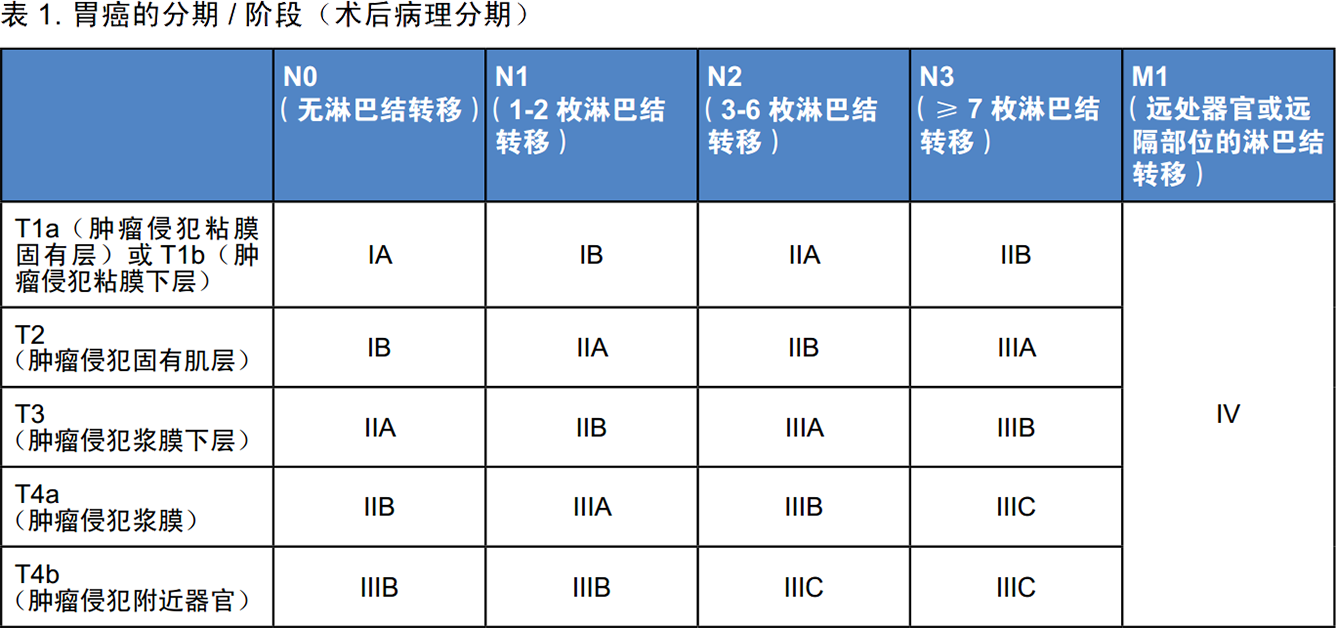 表 1. 胃癌的分期 / 阶段（术后病理分期）
N0
（无淋巴结转移）
N1
（1-2 枚淋巴结
转移）
N2
（3-6 枚淋巴结
转移）
N3
（≥ 7 枚淋巴结
转移）
M1
（远处器官或远
隔部位的淋巴结
转移）
T1a（肿瘤侵犯粘膜
固有层）或 T1b（肿
瘤侵犯粘膜下层）
IA
IB
IIA
IIB
T2
（肿瘤侵犯固有肌层）
IB
IIA
IIB
IIIA
T3
（肿瘤侵犯浆膜下层）
IIA
IIB
IIIA
IIIB
IV
T4a
（肿瘤侵犯浆膜）
IIB
IIIA
IIIB
IIIC
T4b
（肿瘤侵犯附近器官）
IIIB
IIIB
IIIC
IIIC